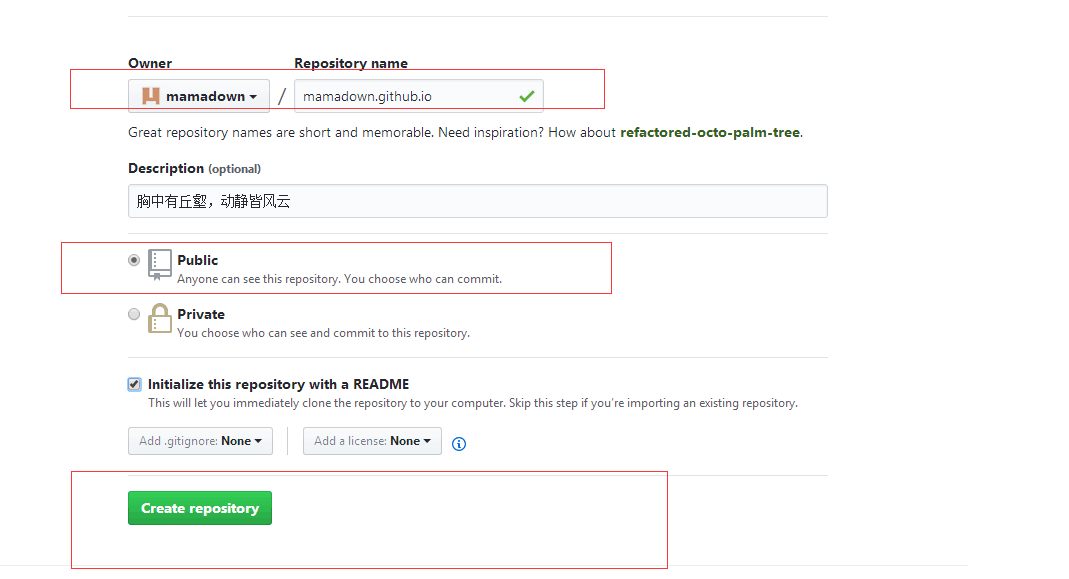 Owner Repository name
mamadown / mamadown.github.io
Great repository names are short and memorable. Need inspiration? How about refactored-octo-palm-tree.
Description (optional)
胸中有丘壑，动静皆风云
Public
Anyone can see this repository. You choose who can commit.
Private
You choose who can see and commit to this repository.
Initialize this repository with a README
This will let you immediately clone the repository to your computer. Skip this step if you’re importing an existing repository.
Add .gitignore: None Add a license: None
Create repository